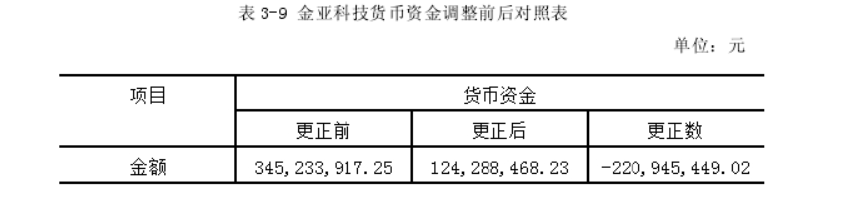 表 3-9 金亚科技货币资金调整前后对照表
单位：元
项目 货币资金
更正前 更正后 更正数
金额 345,233,917.25 124,288,468.23 -220,945,449.02